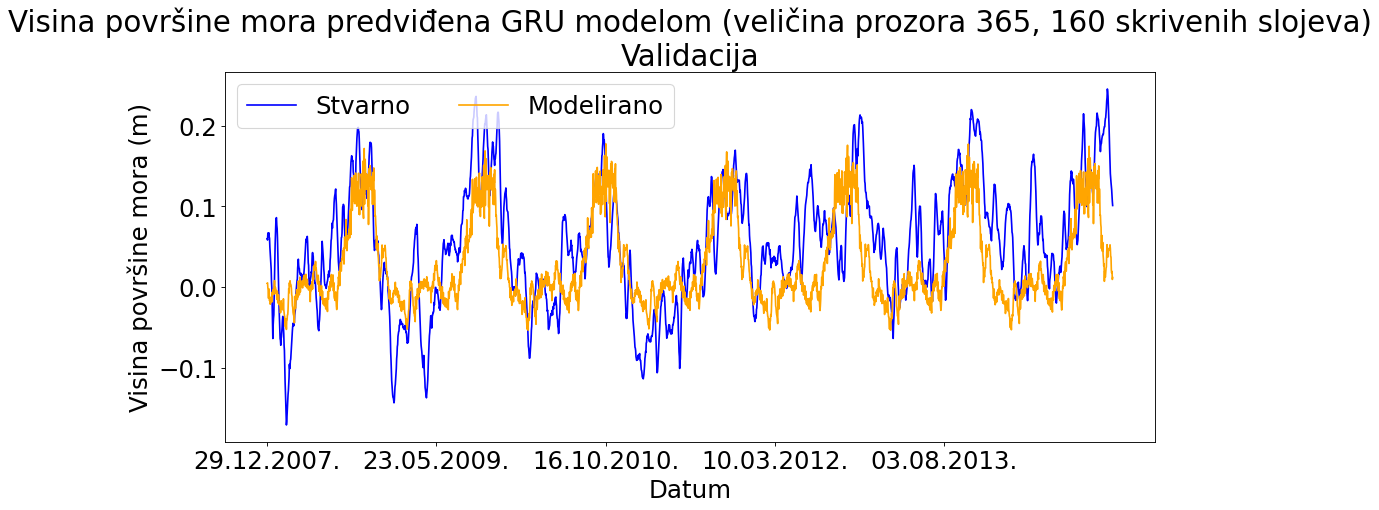 Visina površine mora predviđena GRU modelom (veličina prozora 365, 160 skrivenih slojeva)
Validacija
Stvarno
Modelirano
Visina površine mora (m)
0.2
0.1
0.0
−0.1
29.12.2007.
23.05.2009.
16.10.2010.
10.03.2012.
03.08.2013.
Datum